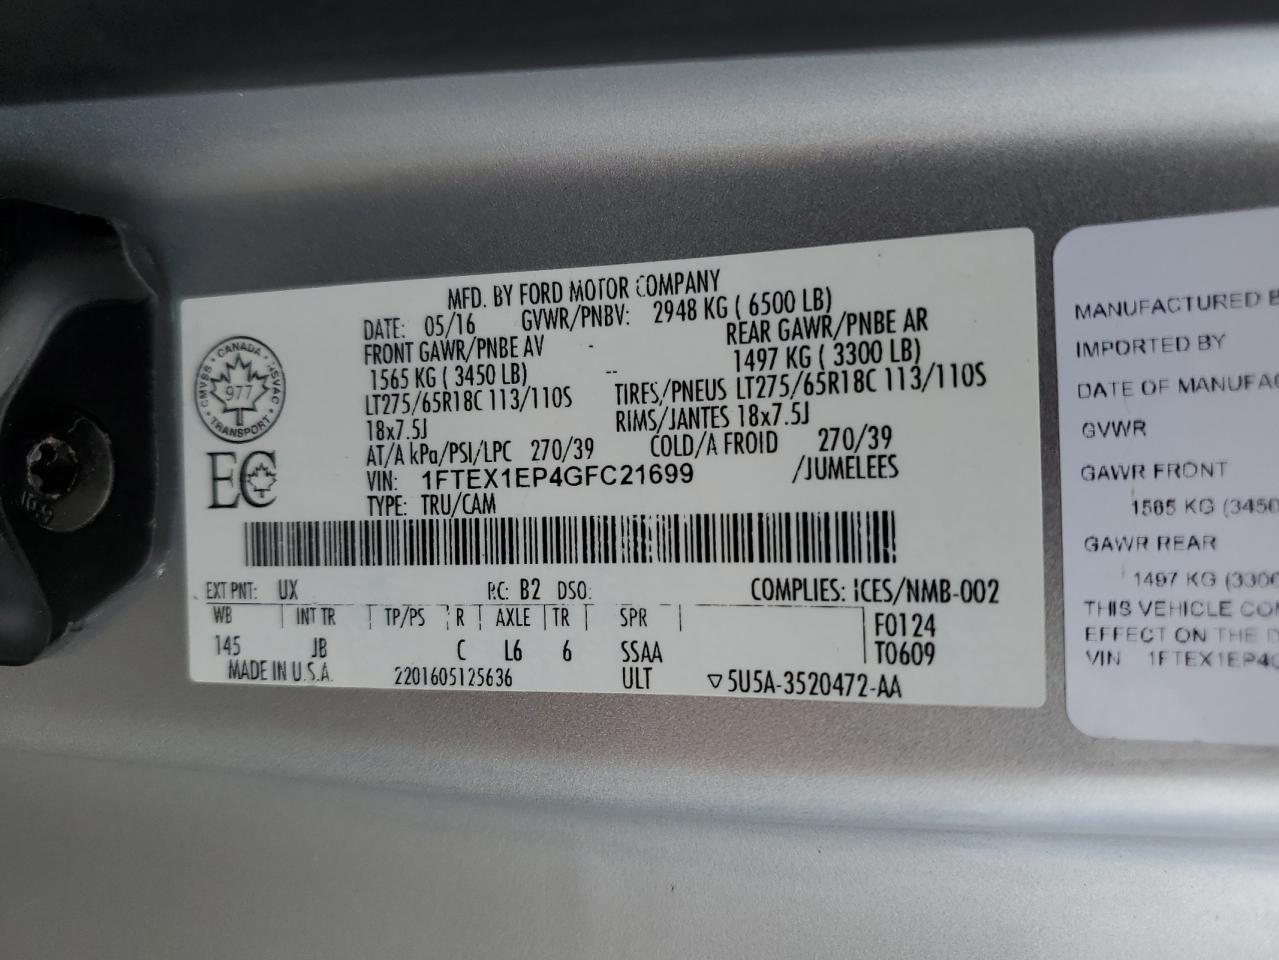 MFD. BY FORD MOTOR COMPANY
DATE: 05/16 GVWR/PNBV: 2948 KG ( 6500 LB)
FRONT GAWR/PNBE AV REAR GAWR/PNBE AR
1565 KG ( 3450 LB) 1497 KG ( 3300 LB)
LT275/65R18C 113/110S TIRES/PNEUS LT275/65R18C 113/110S
18x7.5J RIMS/JANTES 18x7.5J
AT/A kPa/PSI/LPC 270/39 COLD/A FROID 270/39
VIN: 1FTEX1EP4GFC21699 /JUMELEES
TYPE: TRU/CAM
CANADA
CMVSS 977 NSVAC
TRANSPORT
EC
EXT PNT: UX RC: B2 DSO: COMPLIES: ICES/NMB-002
WB INT TR TP/PS R AXLE TR SPR F0124
145 JB C L6 6 SSAA T0609
MADE IN U.S.A. 2201605125636 ULT ▽5U5A-3520472-AA
MANUFACTURED
IMPORTED BY
DATE OF MANUFAC
GVWR
GAWR FRONT
1565 KG (3450
GAWR REAR
1497 KG (3300
THIS VEHICLE CON
EFFECT ON THE D
VIN 1FTEX1EP4G